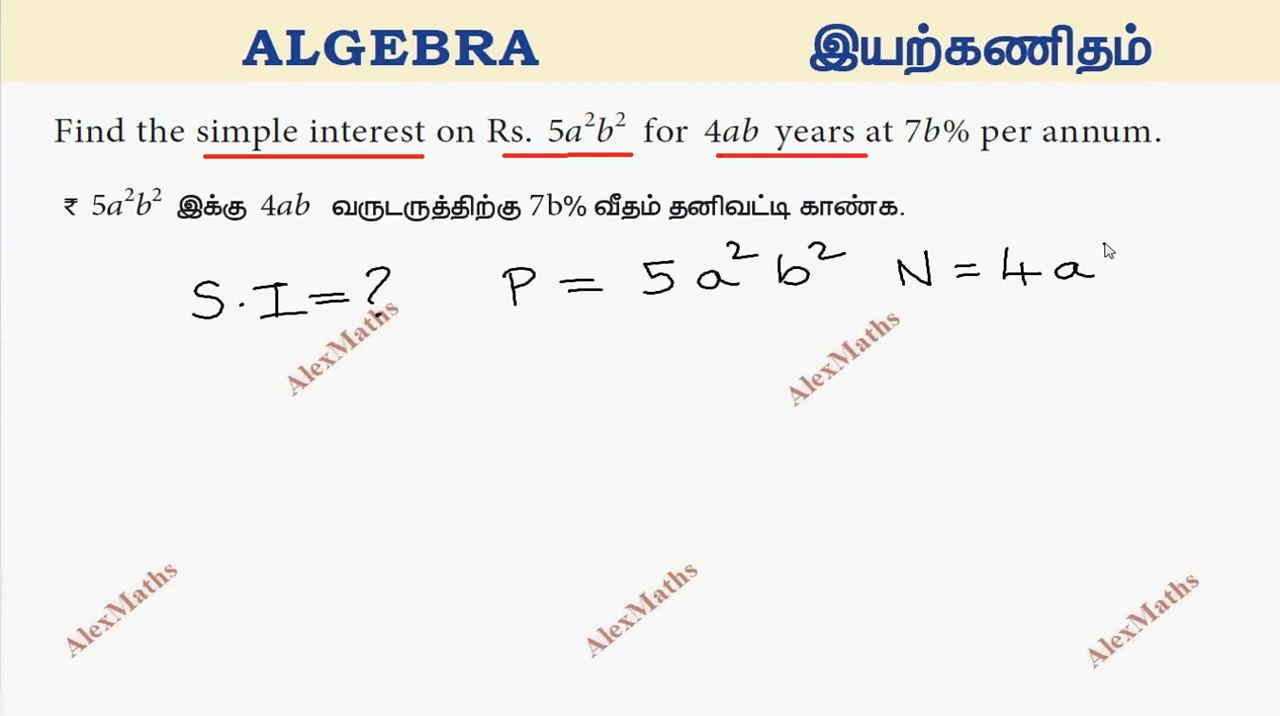 ALGEBRA இயற்கணிதம்
Find the simple interest on Rs. 5a²b² for 4ab years at 7b% per annum.
₹ 5a²b² இக்கு 4ab வருடருத்திற்கு 7b% வீதம் தனிவட்டி காண்க.
S.I = ? P = 5a²b² N = 4a
AlexMaths AlexMaths
AlexMaths AlexMaths AlexMaths